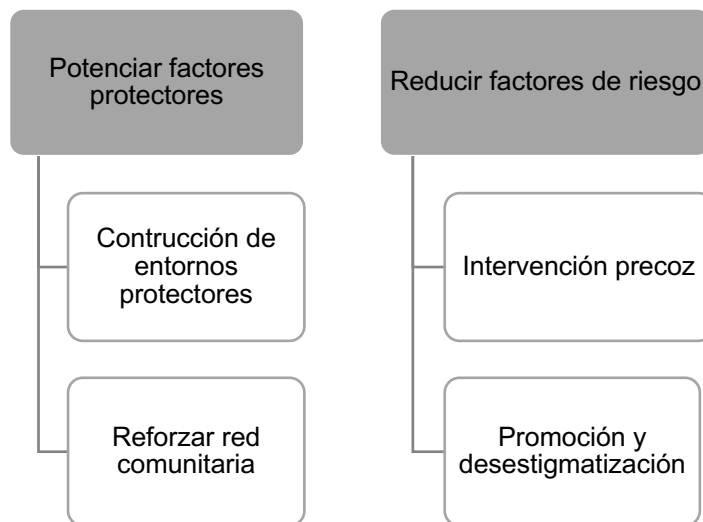 Potenciar factores
protectores
Contrucción de
entornos
protectores
Reforzar red
comunitaria
Reducir factores de riesgo
Intervención precoz
Promoción y
desestigmatización